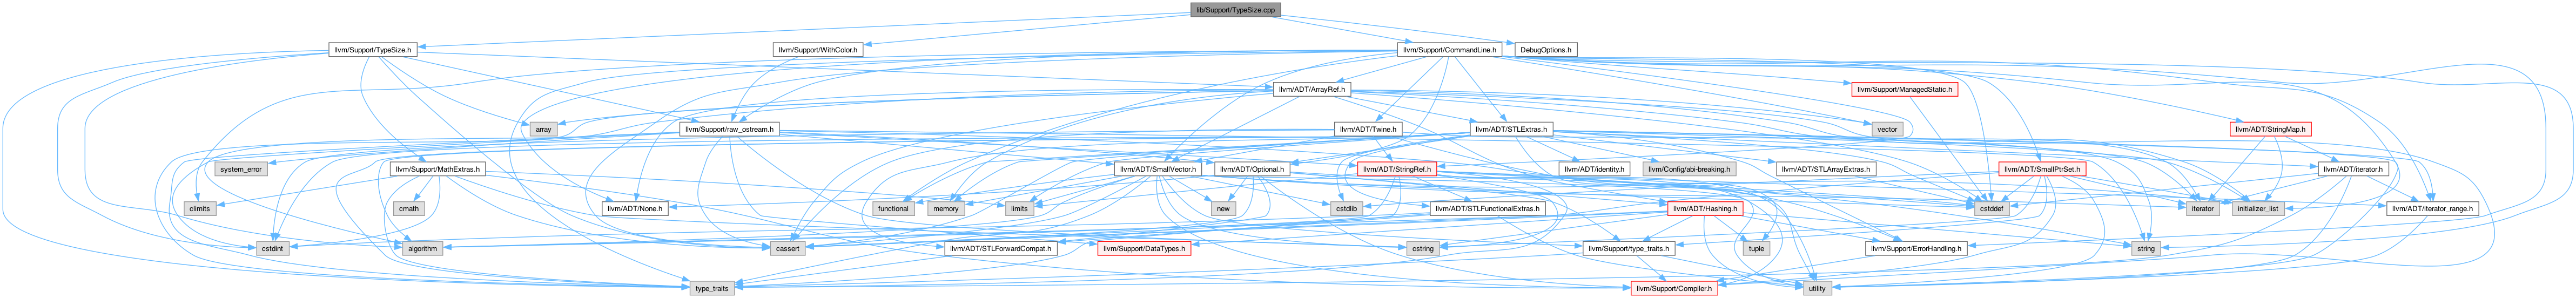 lib/Support/TypeSize.cpp
llvm/Support/TypeSize.h
llvm/Support/WithColor.h
llvm/Support/CommandLine.h
DebugOptions.h
llvm/ADT/ArrayRef.h
llvm/Support/ManagedStatic.h
array
llvm/Support/raw_ostream.h
llvm/ADT/Twine.h
llvm/ADT/STLExtras.h
vector
llvm/ADT/StringMap.h
system_error
llvm/Support/MathExtras.h
llvm/ADT/SmallVector.h
llvm/ADT/Optional.h
llvm/ADT/StringRef.h
llvm/ADT/identity.h
llvm/Config/abi-breaking.h
llvm/ADT/STLArrayExtras.h
llvm/ADT/SmallPtrSet.h
llvm/ADT/iterator.h
climits
cmath
llvm/ADT/None.h
functional
memory
limits
new
cstdlib
llvm/ADT/STLFunctionalExtras.h
llvm/ADT/Hashing.h
cstddef
iterator
initializer_list
llvm/ADT/iterator_range.h
cstdint
algorithm
cassert
llvm/ADT/STLForwardCompat.h
llvm/Support/DataTypes.h
cstring
llvm/Support/type_traits.h
tuple
llvm/Support/ErrorHandling.h
string
type_traits
llvm/Support/Compiler.h
utility